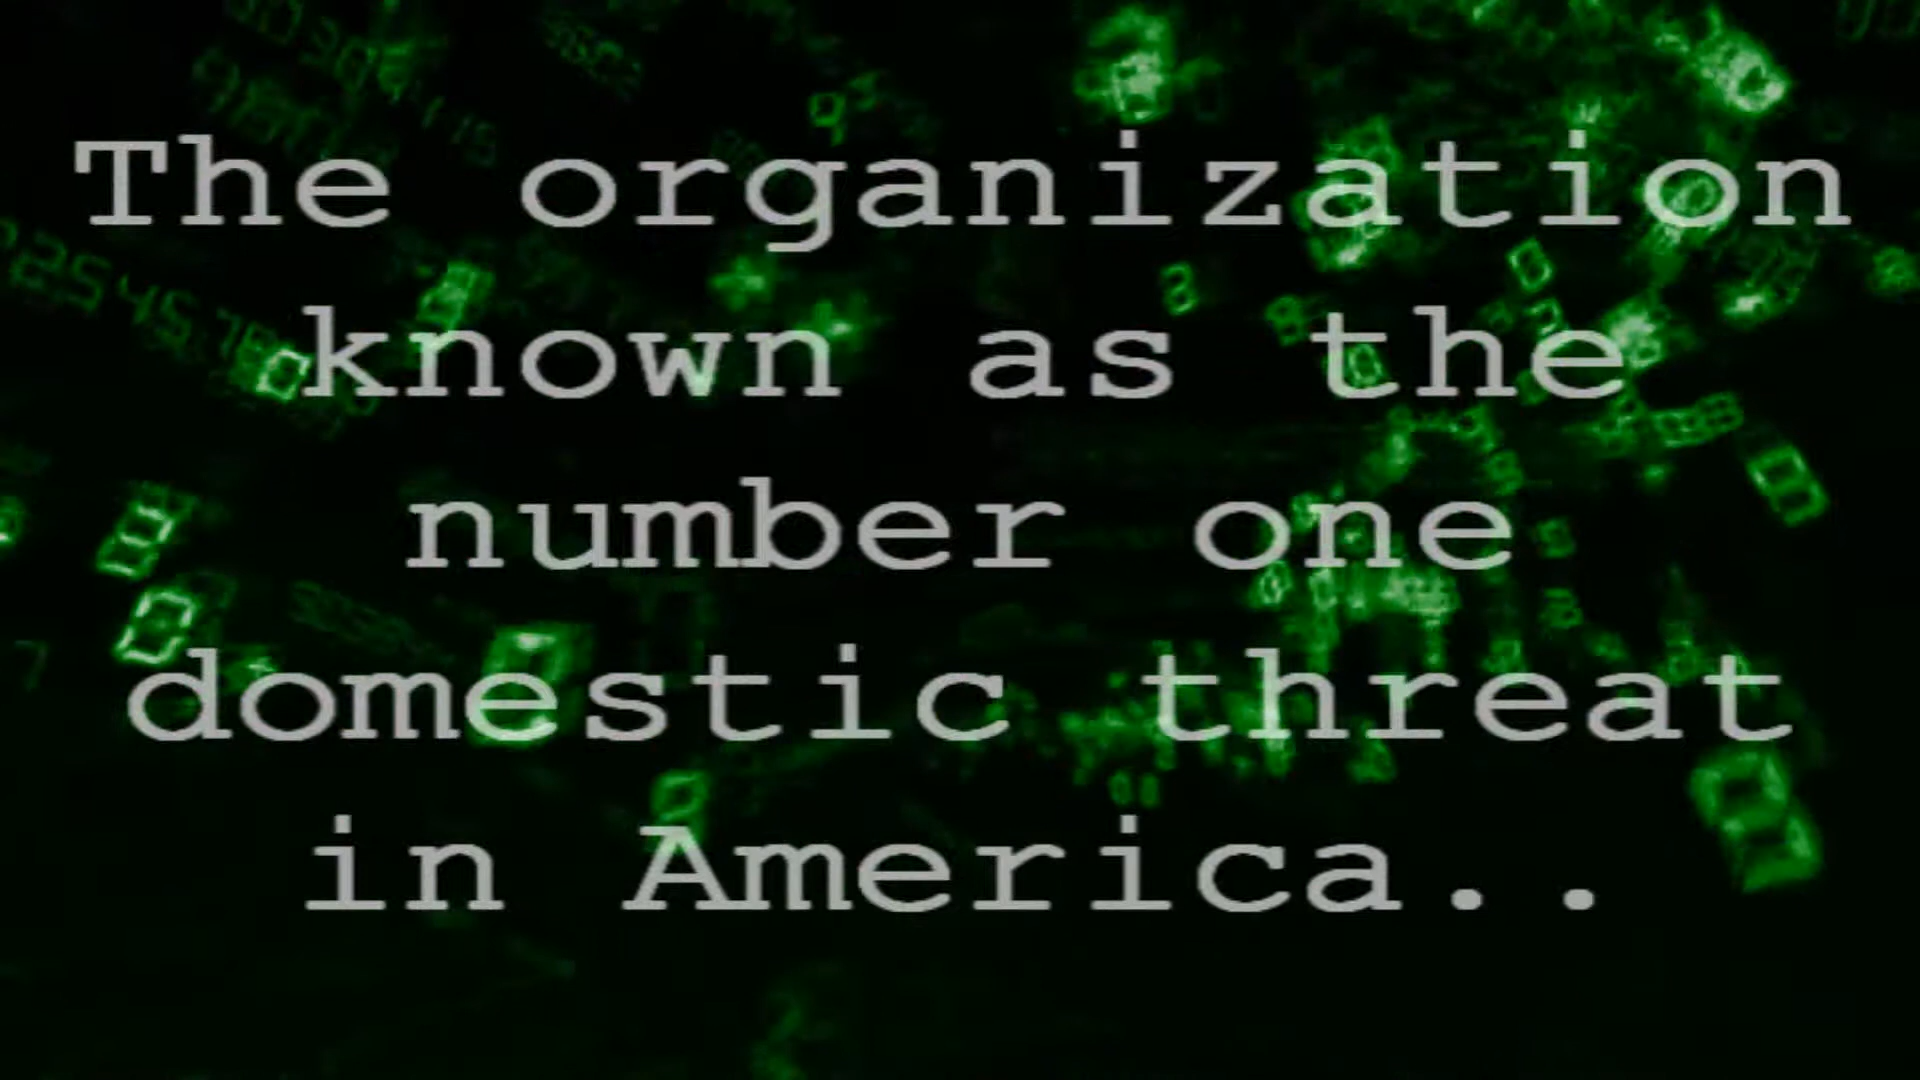 The organization
known as the
number one
domestic threat
in America..